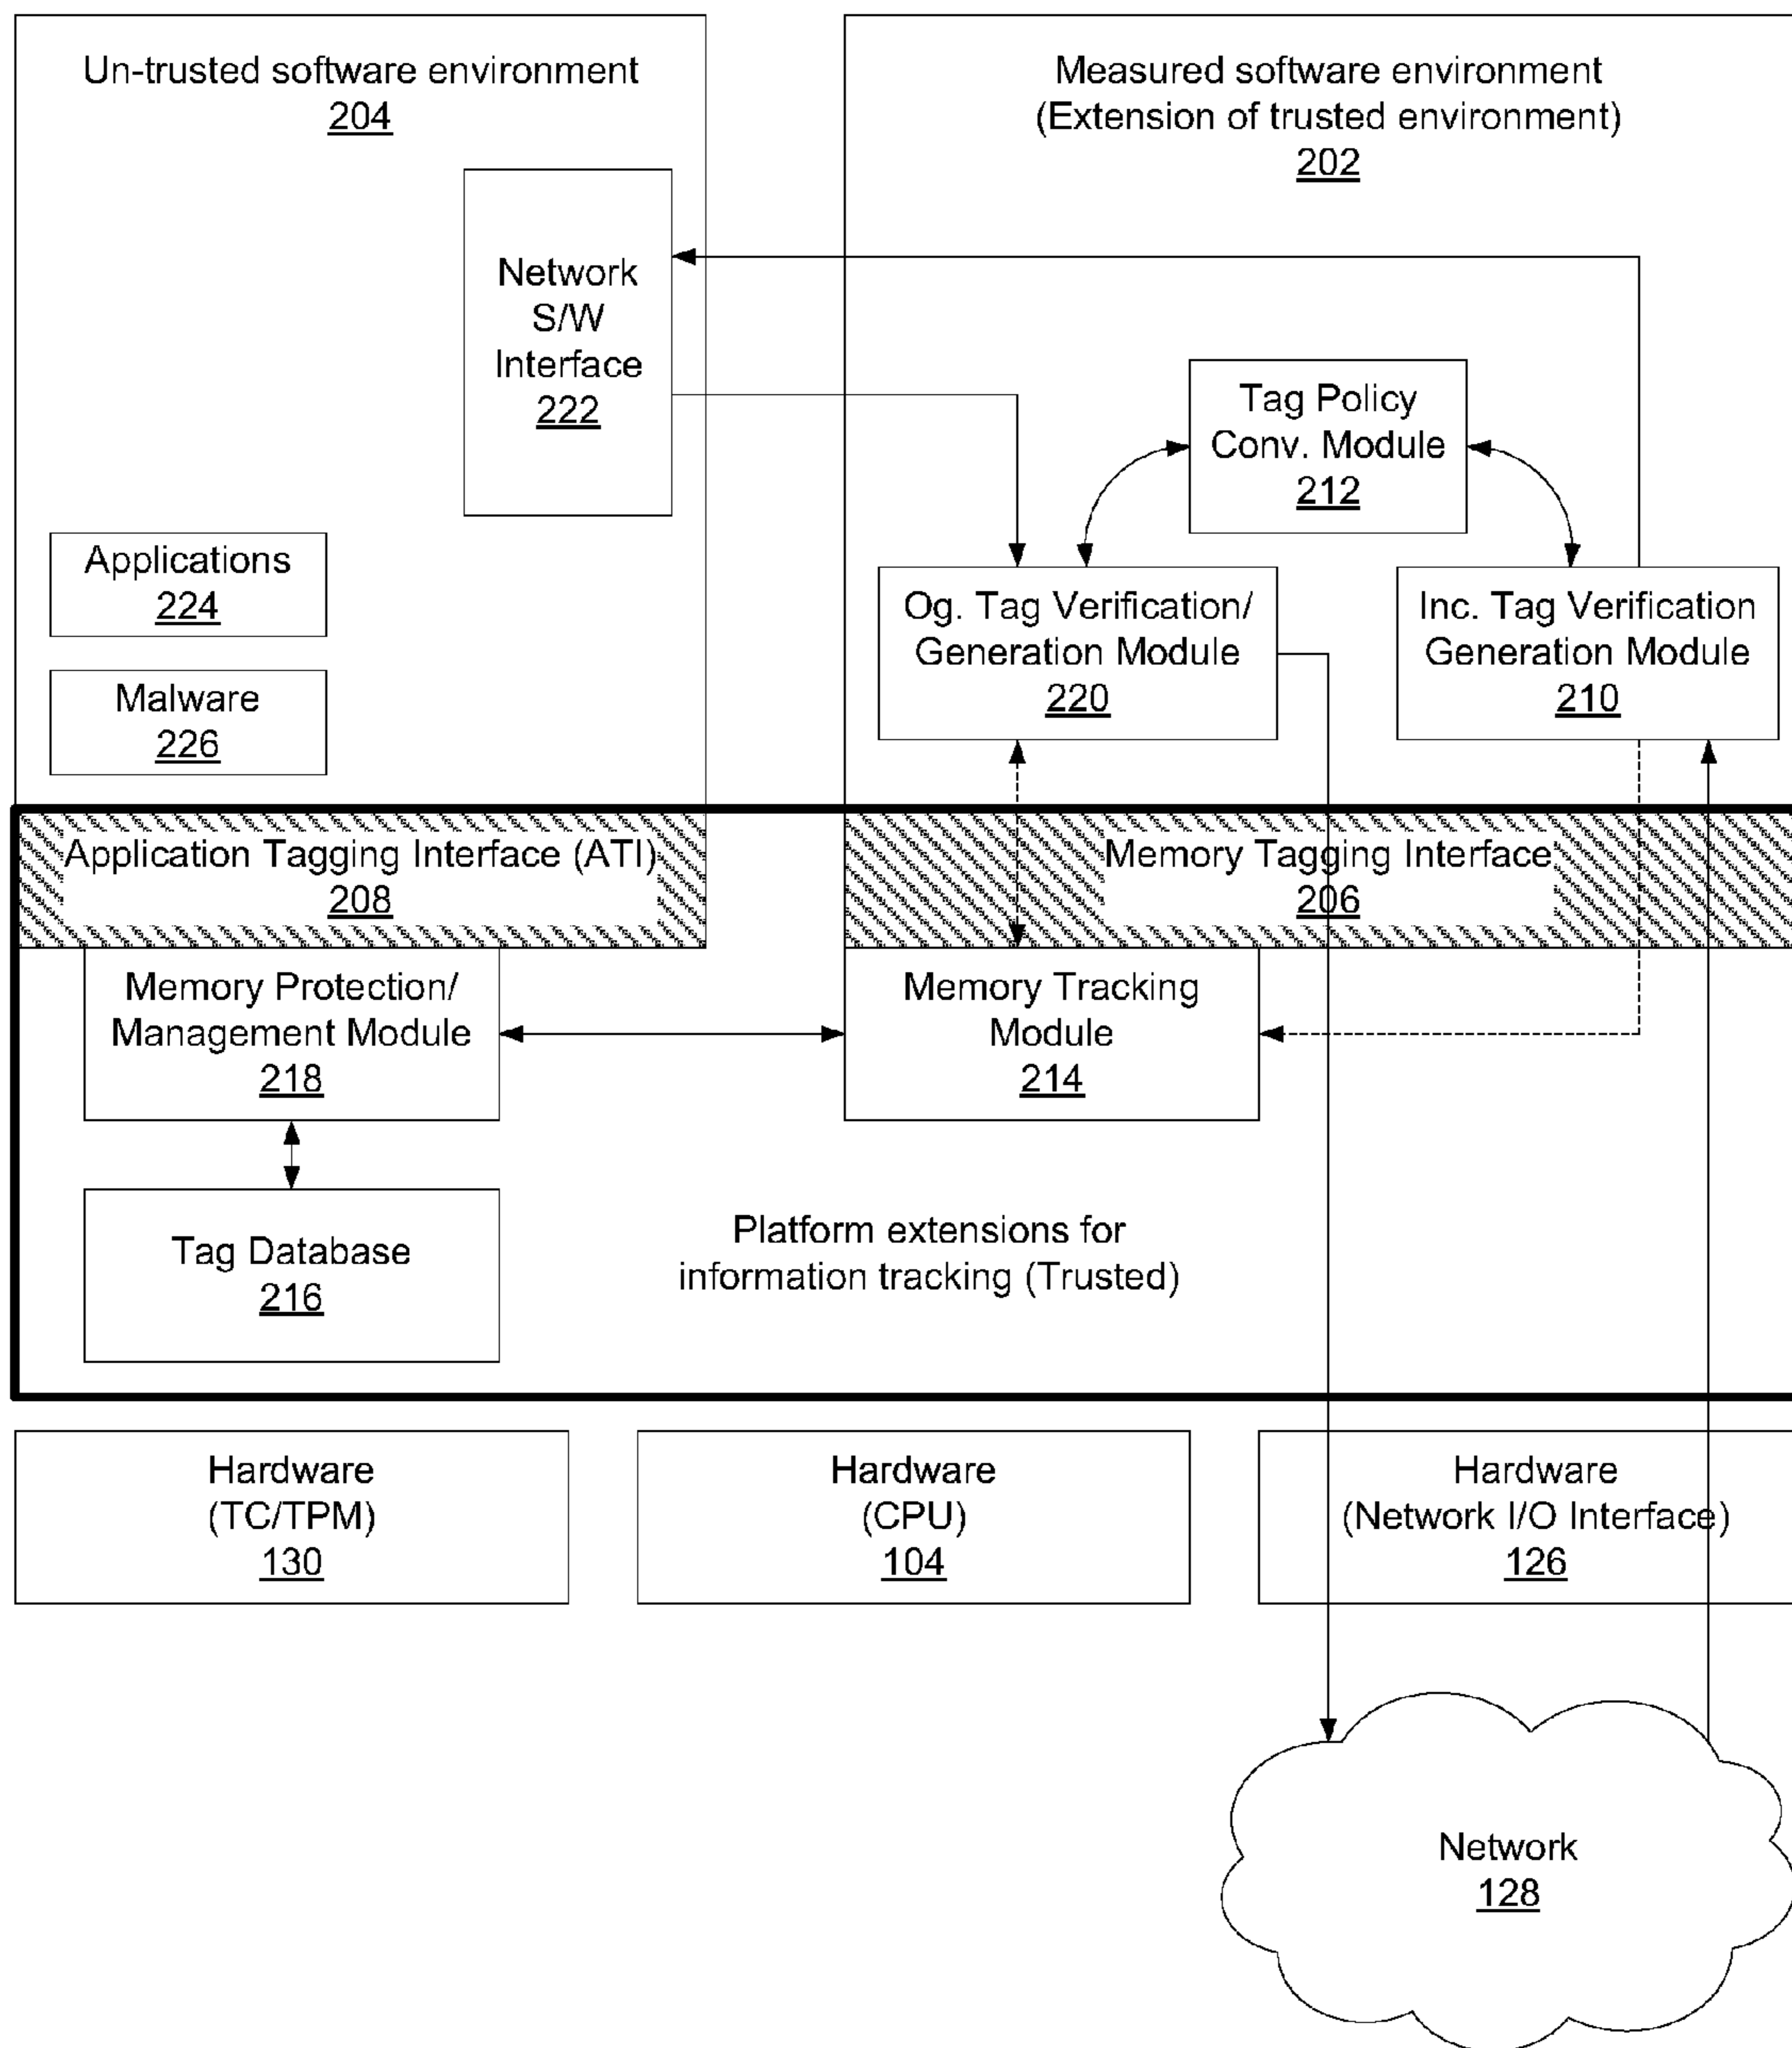 Un-trusted software environment
204
Measured software environment
(Extension of trusted environment)
202
Network
S/W
Interface
222
Tag Policy
Conv. Module
212
Applications
224
Malware
226
Og. Tag Verification/
Generation Module
220
Inc. Tag Verification
Generation Module
210
Application Tagging Interface (ATI)
208
Memory Tagging Interface
206
Memory Protection/
Management Module
218
Memory Tracking
Module
214
Tag Database
216
Platform extensions for
information tracking (Trusted)
Hardware
(TC/TPM)
130
Hardware
(CPU)
104
Hardware
(Network I/O Interface)
126
Network
128